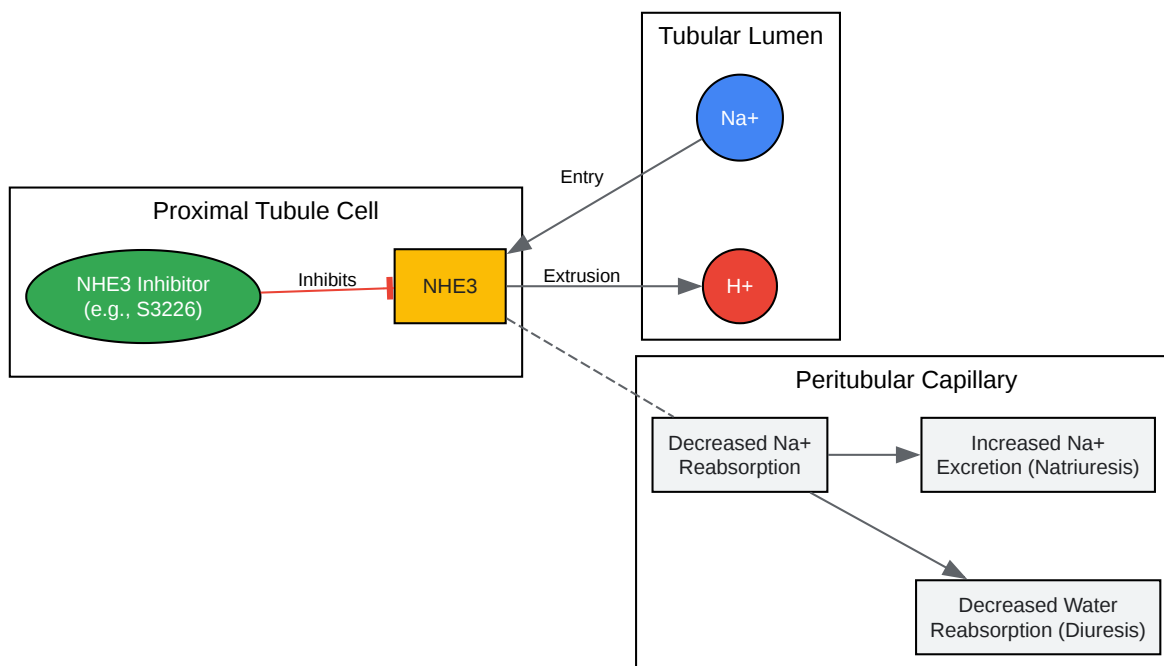 Tubular Lumen
Na+
Entry
Proximal Tubule Cell
NHE3 Inhibitor
(e.g., S3226)
Inhibits
NHE3
Extrusion
H+
Peritubular Capillary
Decreased Na+
Reabsorption
Increased Na+
Excretion (Natriuresis)
Decreased Water
Reabsorption (Diuresis)